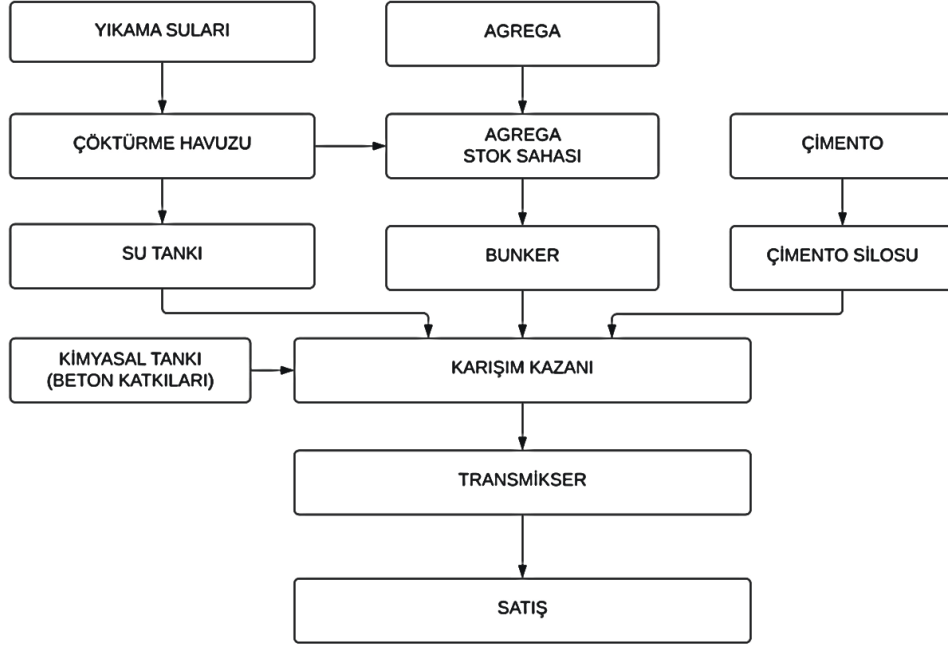 YIKAMA SULARI
AGREGA
ÇÖKTÜRME HAVUZU
AGREGA
STOK SAHASI
ÇİMENTO
SU TANKI
BUNKER
ÇİMENTO SİLOSU
KİMYASAL TANKI
(BETON KATKILARI)
KARIŞIM KAZANI
TRANSMİKSER
SATIŞ